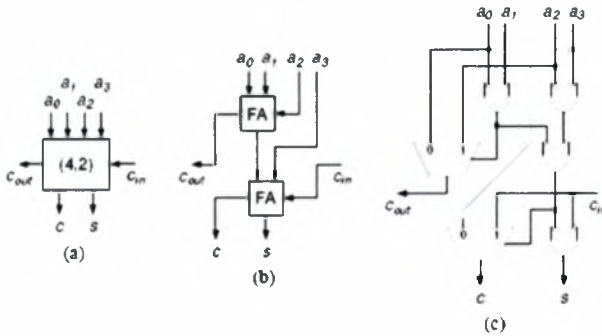 a0 a1 a2 a3
a0 a1 a2 a3
a1 a3
a0 a2
FA
0 1
(4,2)
cout cin
cout FA cin
cout cin
c s
c s
0 1
(a)
(b)
c s
(c)